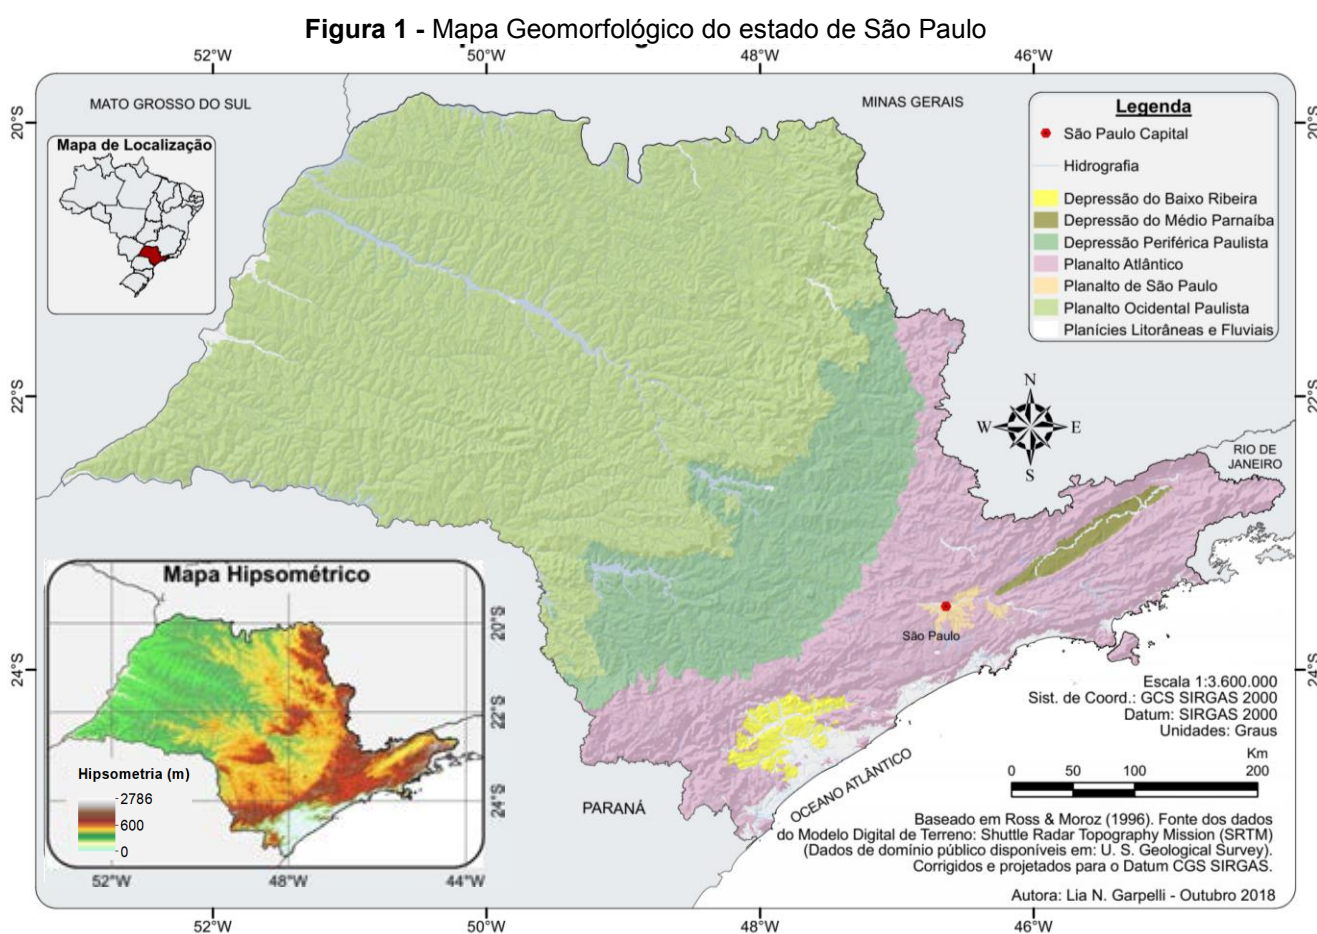 Figura 1 - Mapa Geomorfológico do estado de São Paulo
52°W
50°W
48°W
46°W
20°S
20°S
22°S
22°S
24°S
24°S
MATO GROSSO DO SUL
MINAS GERAIS
Mapa de Localização
Legenda
São Paulo Capital
Hidrografia
Depressão do Baixo Ribeira
Depressão do Médio Parnaíba
Depressão Periférica Paulista
Planalto Atlântico
Planalto de São Paulo
Planalto Ocidental Paulista
Planícies Litorâneas e Fluviais
N
W
E
S
RIO DE
JANEIRO
São Paulo
PARANÁ
OCEANO ATLÂNTICO
Mapa Hipsométrico
20°S
22°S
24°S
Hipsometria (m)
2786
600
0
52°W
48°W
44°W
Escala 1:3.600.000
Sist. de Coord.: GCS SIRGAS 2000
Datum: SIRGAS 2000
Unidades: Graus
Km
0
50
100
200
Baseado em Ross & Moroz (1996). Fonte dos dados
do Modelo Digital de Terreno: Shuttle Radar Topography Mission (SRTM)
(Dados de domínio público disponíveis em: U. S. Geological Survey).
Corrigidos e projetados para o Datum CGS SIRGAS.
Autora: Lia N. Garpelli - Outubro 2018
52°W
50°W
48°W
46°W